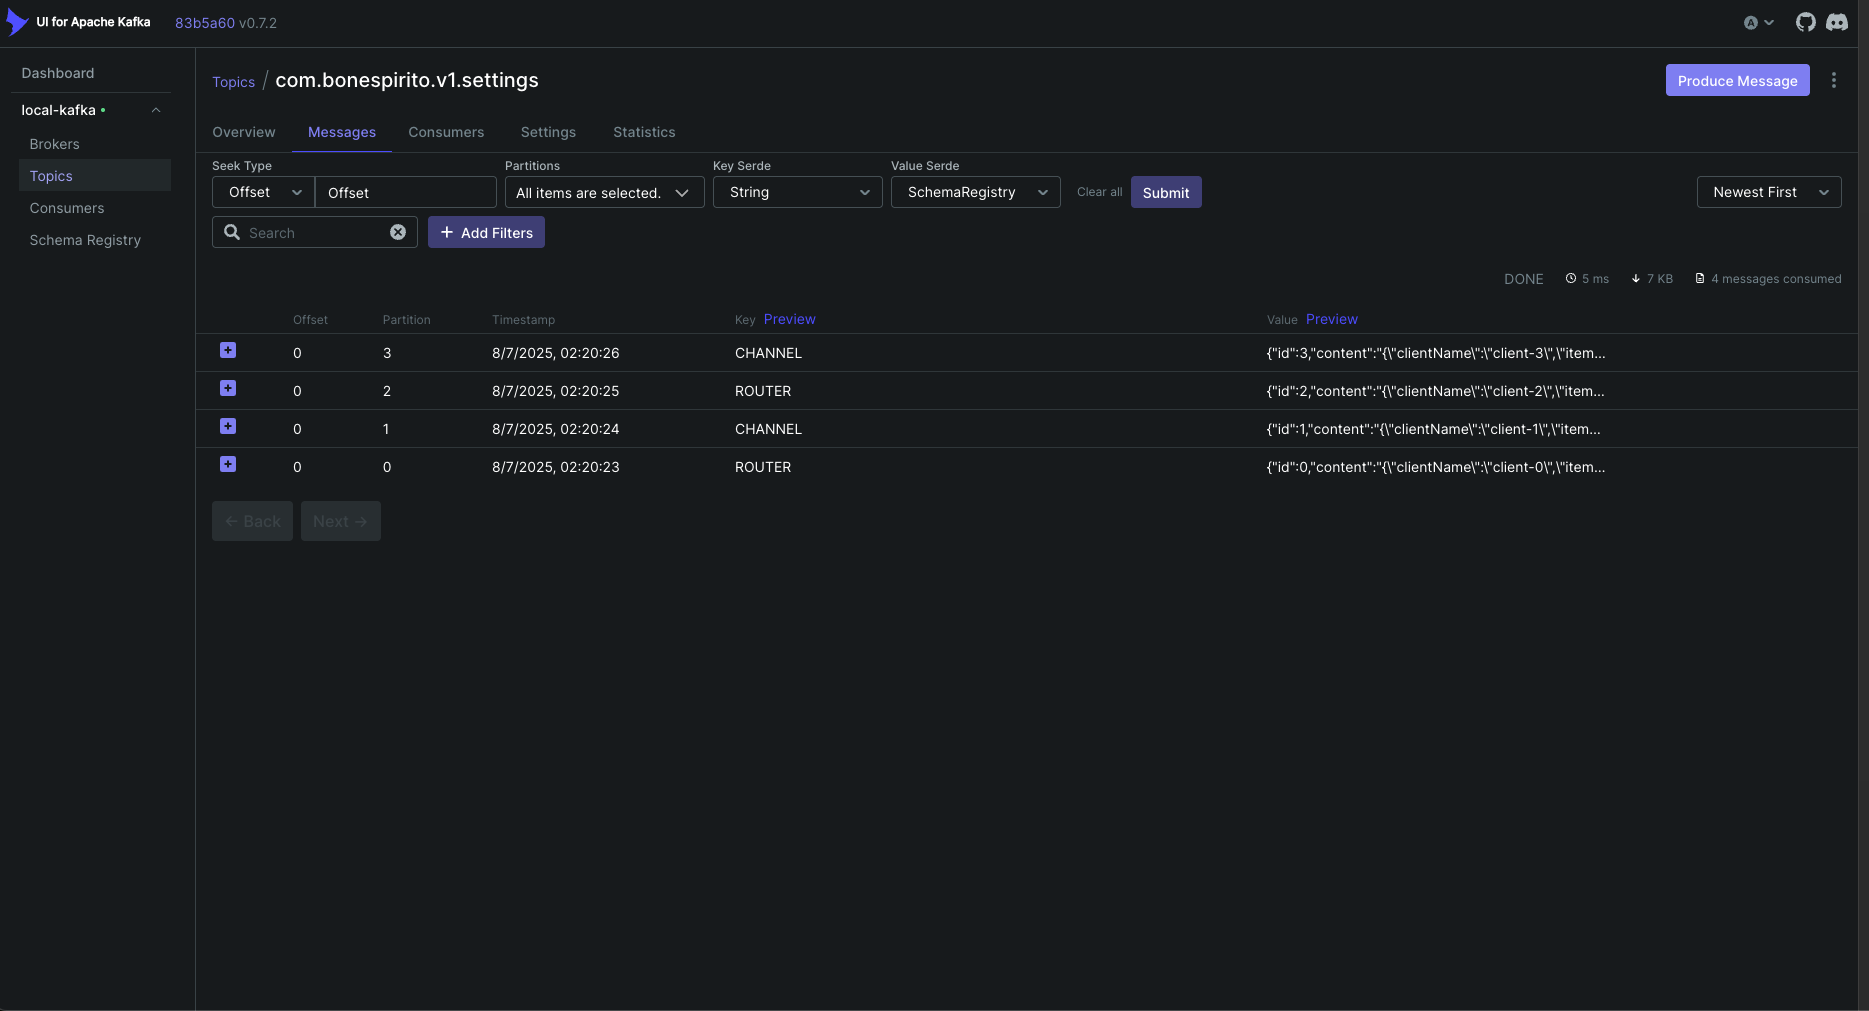 UI for Apache Kafka 83b5a60 v0.7.2 A
Dashboard
local-kafka
Brokers
Topics
Consumers
Schema Registry
Topics / com.bonespirito.v1.settings
Produce Message
Overview Messages Consumers Settings Statistics
Seek Type Partitions Key Serde Value Serde
Offset Offset All items are selected. String SchemaRegistry Clear all Submit Newest First
Search Add Filters
DONE 5 ms 7 KB 4 messages consumed
Offset Partition Timestamp Key Preview Value Preview
0 3 8/7/2025, 02:20:26 CHANNEL {"id":3,"content":"{\"clientName\":\"client-3\",\"item...
0 2 8/7/2025, 02:20:25 ROUTER {"id":2,"content":"{\"clientName\":\"client-2\",\"item...
0 1 8/7/2025, 02:20:24 CHANNEL {"id":1,"content":"{\"clientName\":\"client-1\",\"item...
0 0 8/7/2025, 02:20:23 ROUTER {"id":0,"content":"{\"clientName\":\"client-0\",\"item...
← Back Next →